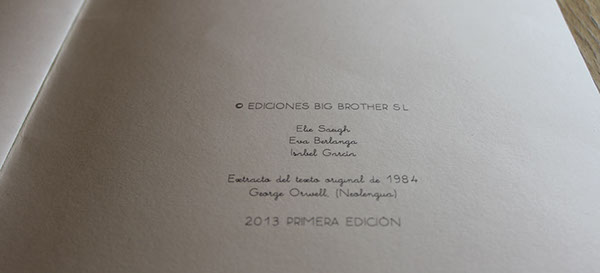 © EDICIONES BIG BROTHER S L
Elie Saegh
Eva Berlanga
Isabel García
Extracto del texto original de 1984
George Orwell. (Neolengua)
2013 PRIMERA EDICIÓN